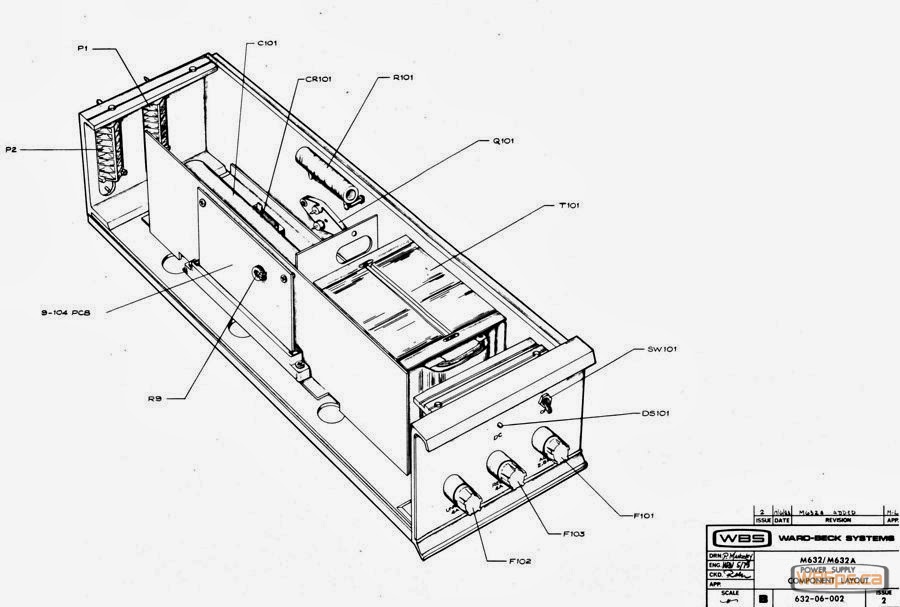 C101
P1
CR101
R101
P2
Q101
T101
9-104 PCB
R9
SW101
DS101
DC
F101
F103
F102
2 M632A ADDED
ISSUE DATE REVISION APP.
WBS WARD-BECK SYSTEMS
DRN.
ENG.
CKD.
APP.
M632/M632A
POWER SUPPLY
COMPONENT LAYOUT
SCALE
B 632-06-002
ISSUE
2